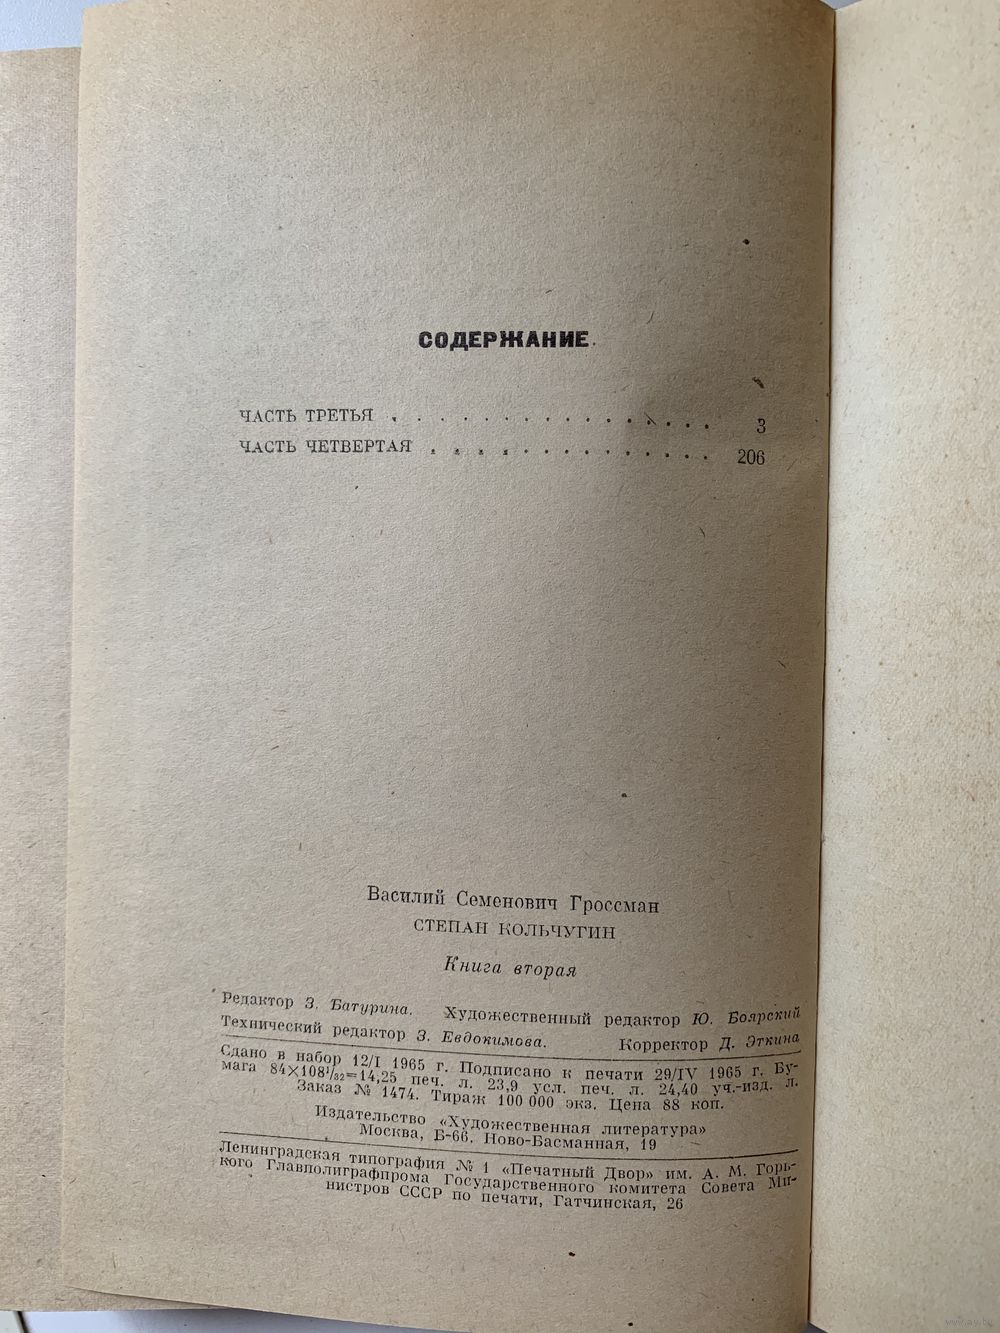 СОДЕРЖАНИЕ
ЧАСТЬ ТРЕТЬЯ . . . . . . . . . . . . . . 3
ЧАСТЬ ЧЕТВЕРТАЯ . . . . . . . . . . . . 206
Василий Семенович Гроссман
СТЕПАН КОЛЬЧУГИН
Книга вторая
Редактор З. Батурина. Художественный редактор Ю. Боярский
Технический редактор З. Евдокимова. Корректор Д. Эткина
Сдано в набор 12/I 1965 г. Подписано к печати 29/IV 1965 г. Бу-
мага 84×108¹/₃₂=14,25 печ. л. 23,9 усл. печ. л. 24,40 уч.-изд. л.
Заказ № 1474. Тираж 100 000 экз. Цена 88 коп.
Издательство «Художественная литература»
Москва, Б-66. Ново-Басманная, 19
Ленинградская типография № 1 «Печатный Двор» им. А. М. Горь-
кого Главполиграфпрома Государственного комитета Совета Ми-
нистров СССР по печати, Гатчинская, 26